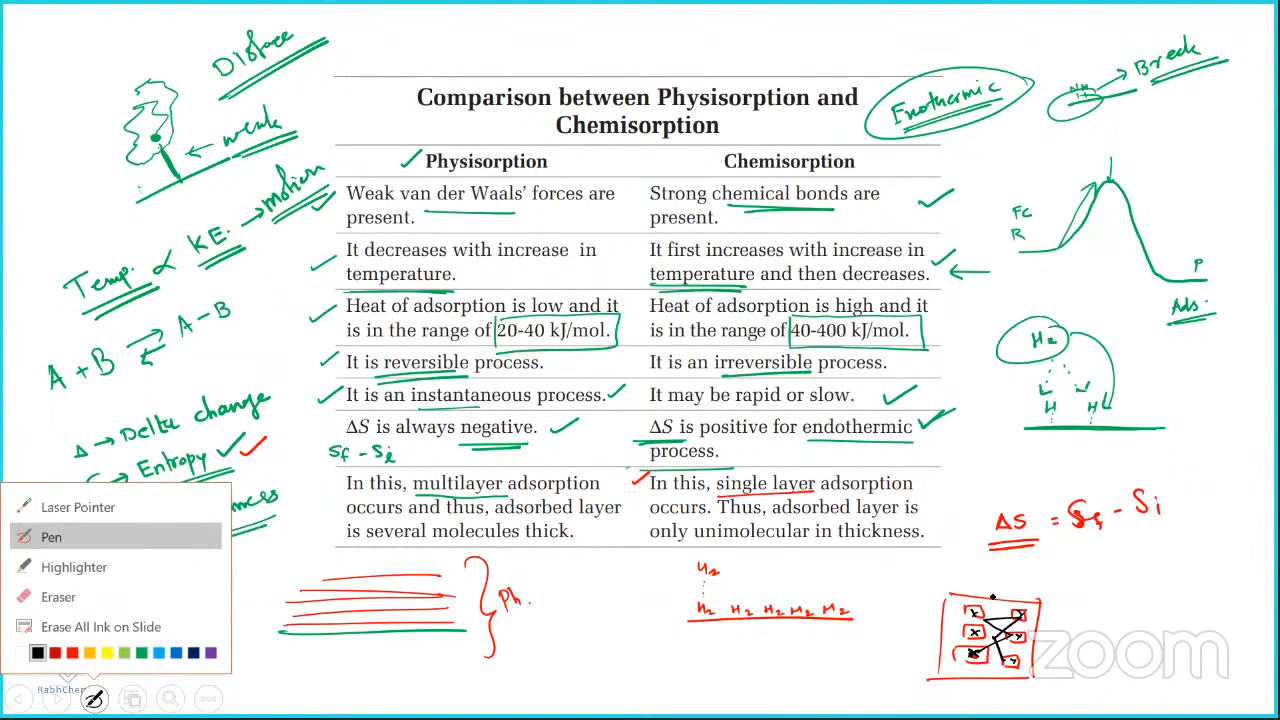 Disface
Exothermic
Break
Comparison between Physisorption and
Chemisorption
weak
Physisorption
Chemisorption
Weak van der Waals' forces are
present.
Strong chemical bonds are
present.
Temp. ∝ KE. → motion
It decreases with increase in
temperature.
It first increases with increase in
temperature and then decreases.
R
P
Ads.
Heat of adsorption is low and it
is in the range of 20-40 kJ/mol.
Heat of adsorption is high and it
is in the range of 40-400 kJ/mol.
A + B ⇌ A - B
H2
H H
It is reversible process.
It is an irreversible process.
It is an instantaneous process.
It may be rapid or slow.
Δ → Delta change
ΔS is always negative.
ΔS is positive for endothermic
process.
Sf - Si
→ Entropy
In this, multilayer adsorption
occurs and thus, adsorbed layer
is several molecules thick.
In this, single layer adsorption
occurs. Thus, adsorbed layer is
only unimolecular in thickness.
ΔS = Sf - Si
Laser Pointer
Pen
Highlighter
Eraser
Erase All Ink on Slide
Ph.
H2
H2 H2 H2 H2 H2
zoom
RabhChem